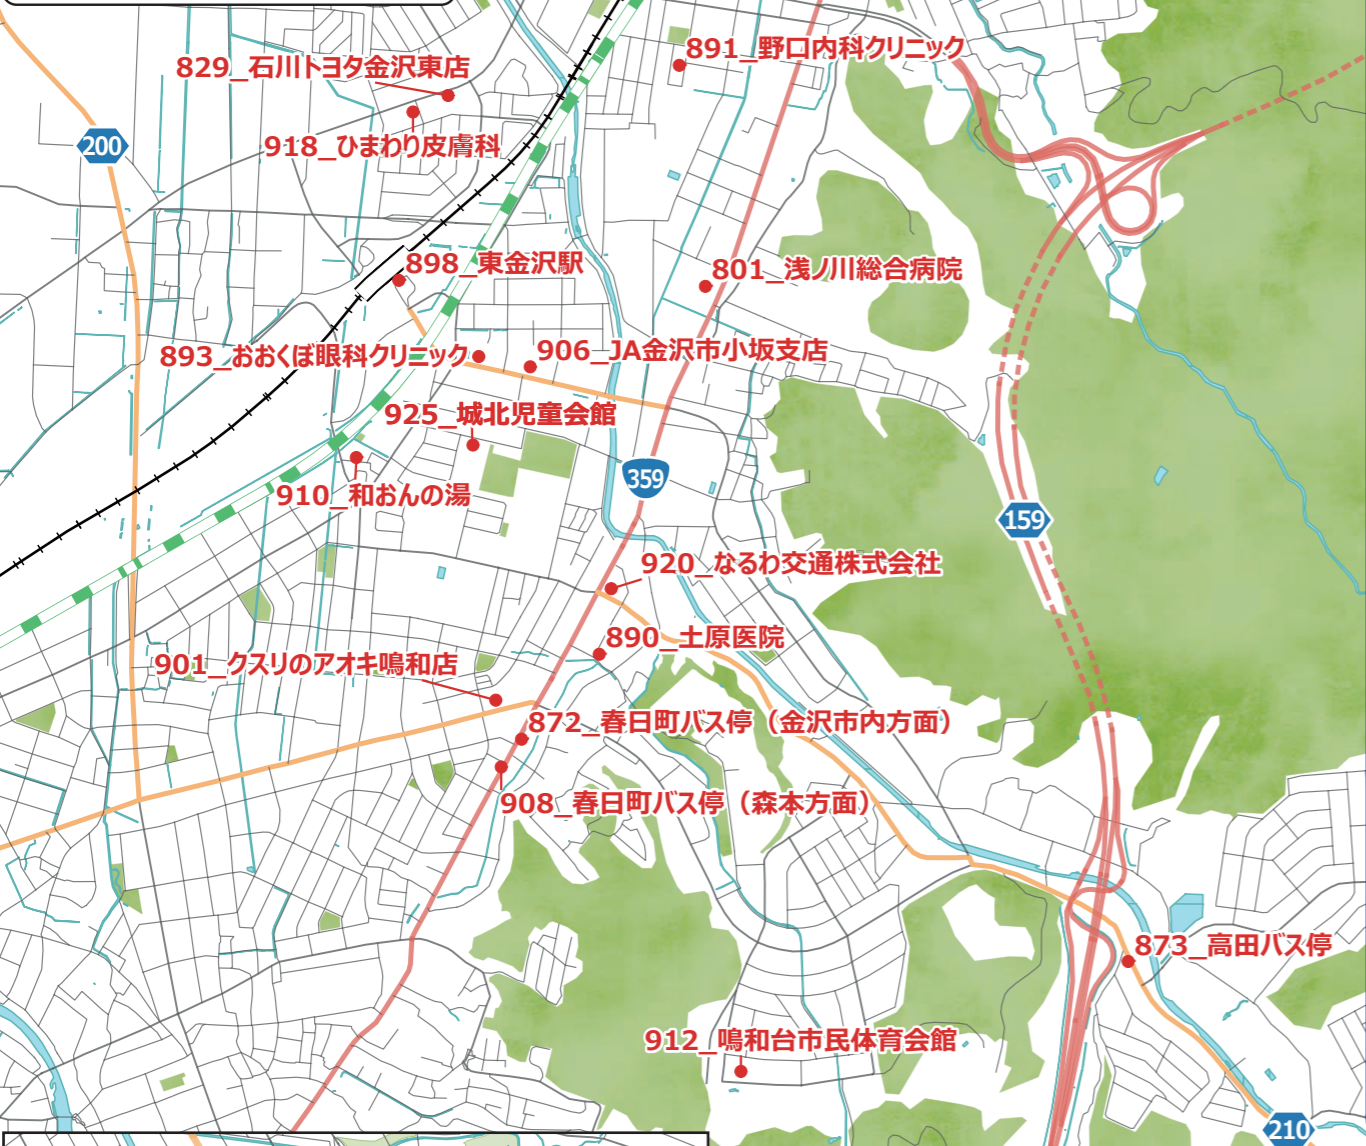 891_野口内科クリニック
829_石川トヨタ金沢東店
200
918_ひまわり皮膚科
898_東金沢駅
801_浅ノ川総合病院
893_おおくぼ眼科クリニック
906_JA金沢市小坂支店
925_城北児童会館
359
910_和おんの湯
159
920_なるわ交通株式会社
890_土原医院
901_クスリのアオキ鳴和店
872_春日町バス停（金沢市内方面）
908_春日町バス停（森本方面）
873_高田バス停
912_鳴和台市民体育会館
210